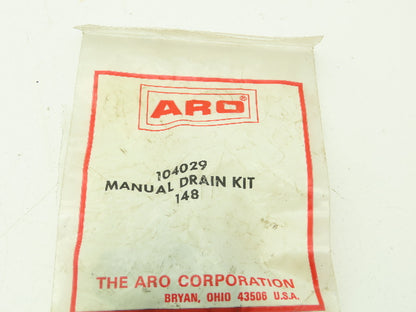 ARO®
104029
MANUAL DRAIN KIT
148
THE ARO CORPORATION
BRYAN, OHIO 43506 U.S.A.